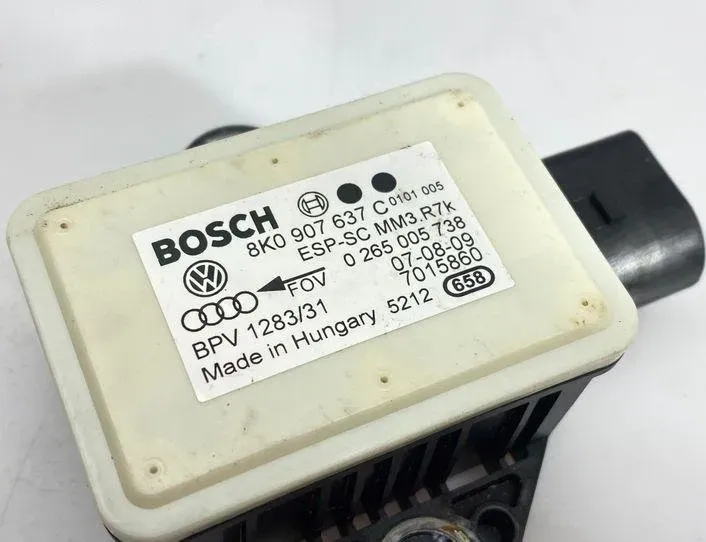 BOSCH
8K0 907 637 C 0101 005
ESP-SC MM3.R7k
0 265 005 738
FOV
07-08-09
7015860
BPV 1283/31
5212 658
Made in Hungary